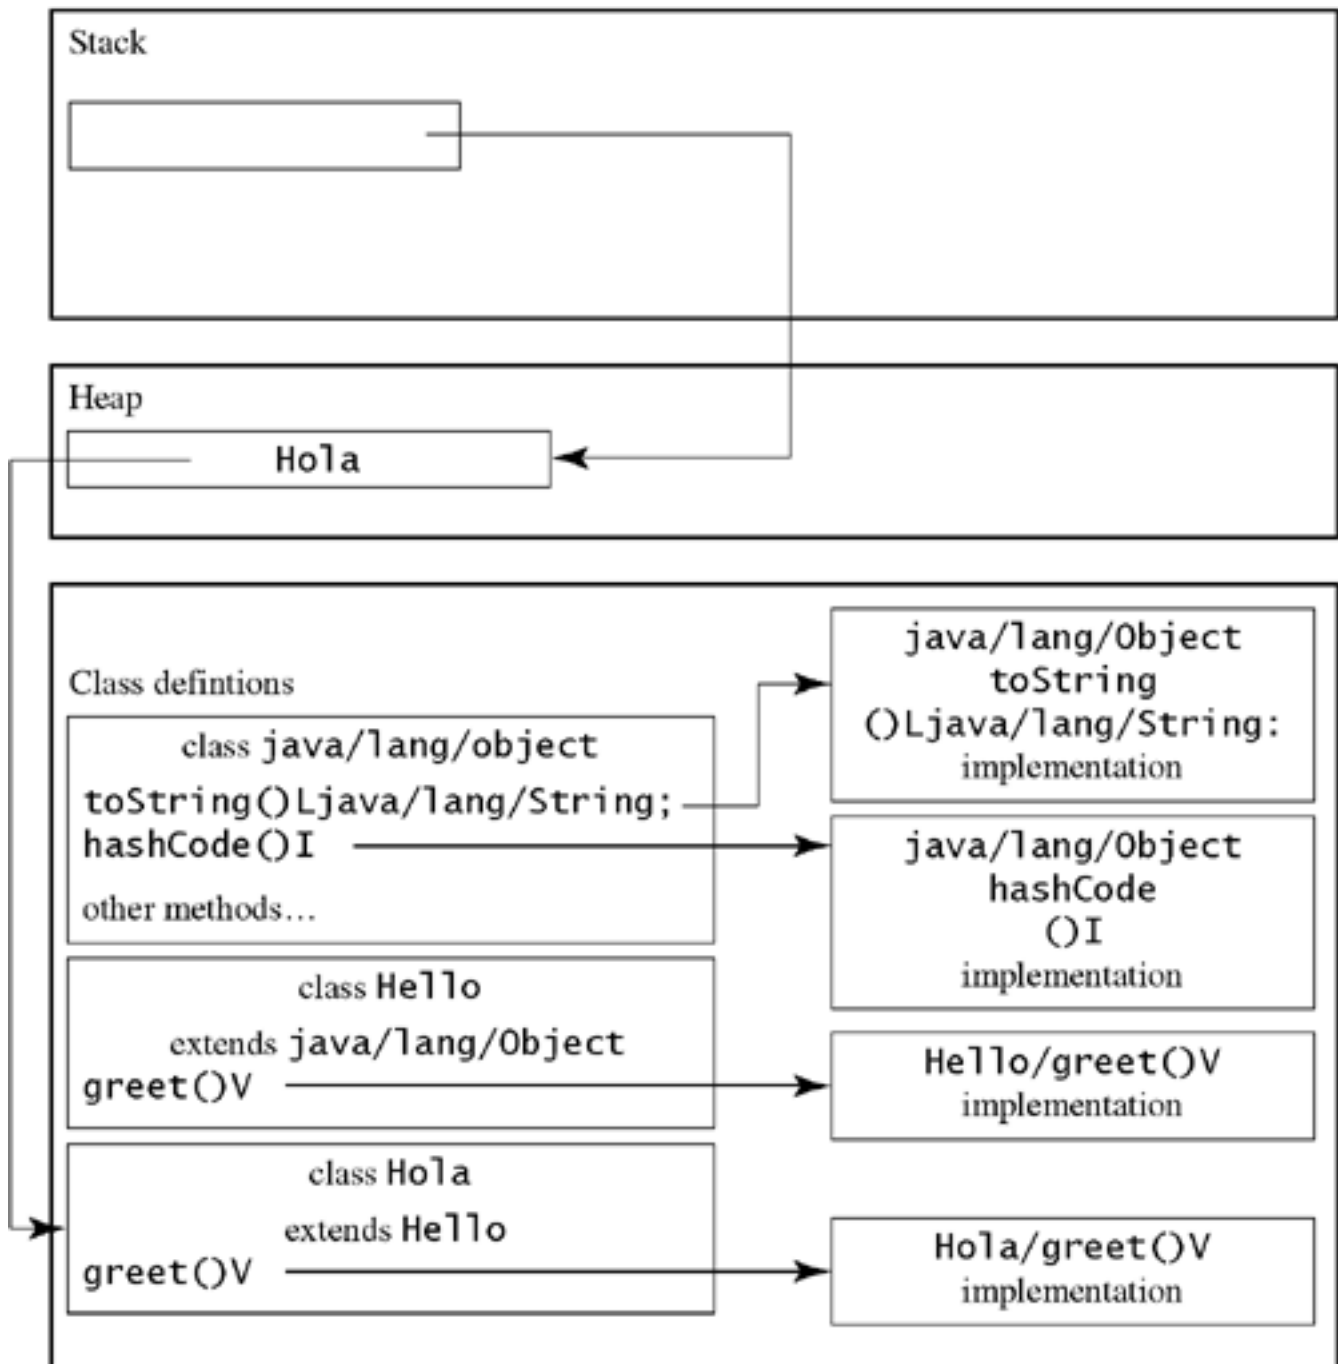 Stack
Heap
Hola
Class defintions
class java/lang/object
toString()Ljava/lang/String;
hashCode()I
other methods...
class Hello
extends java/lang/Object
greet()V
class Hola
extends Hello
greet()V
java/lang/Object
toString
()Ljava/lang/String:
implementation
java/lang/Object
hashCode
()I
implementation
Hello/greet()V
implementation
Hola/greet()V
implementation